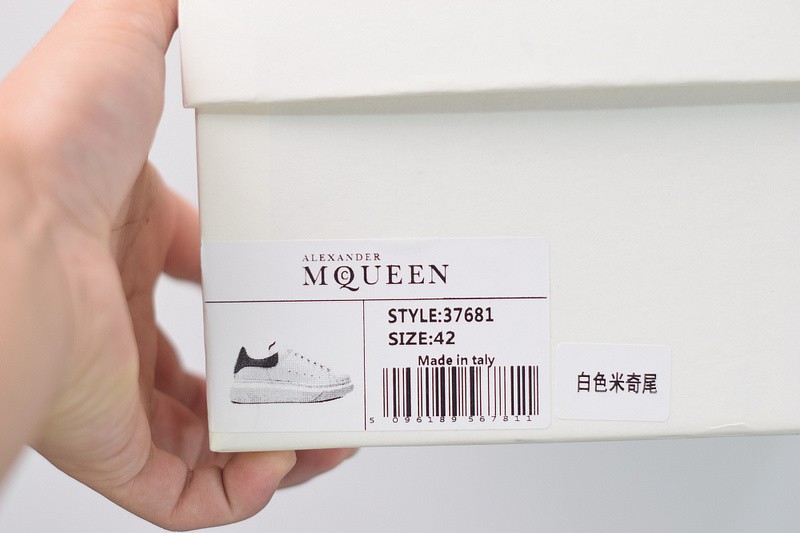 ALEXANDER
McQUEEN
STYLE:37681
SIZE:42
Made in taly
5 096189 567811
白色米奇尾